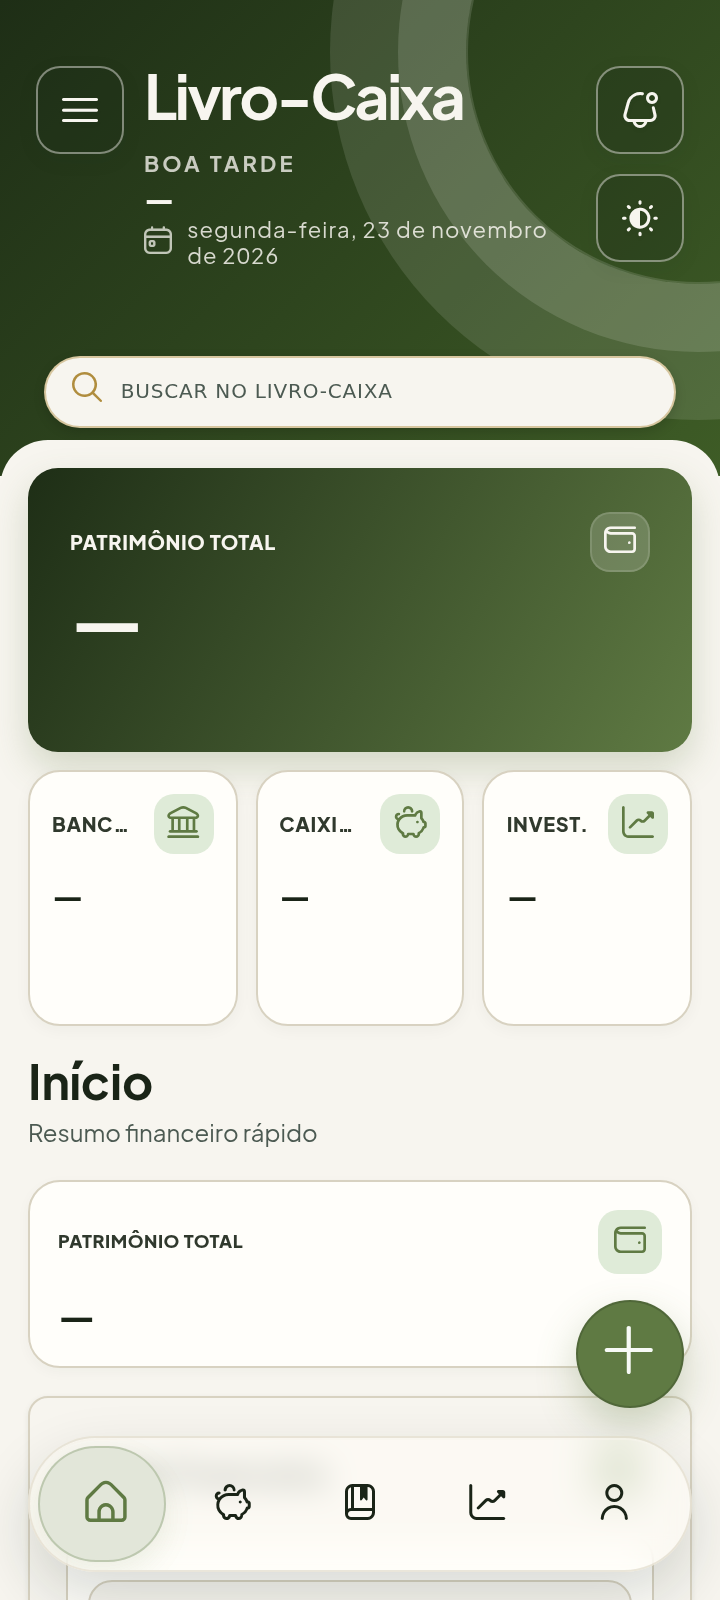 Livro-Caixa
BOA TARDE
—
segunda-feira, 23 de novembro
de 2026
BUSCAR NO LIVRO-CAIXA
PATRIMÔNIO TOTAL
—
BANC…
CAIXI…
INVEST.
—
—
—
Início
Resumo financeiro rápido
PATRIMÔNIO TOTAL
—